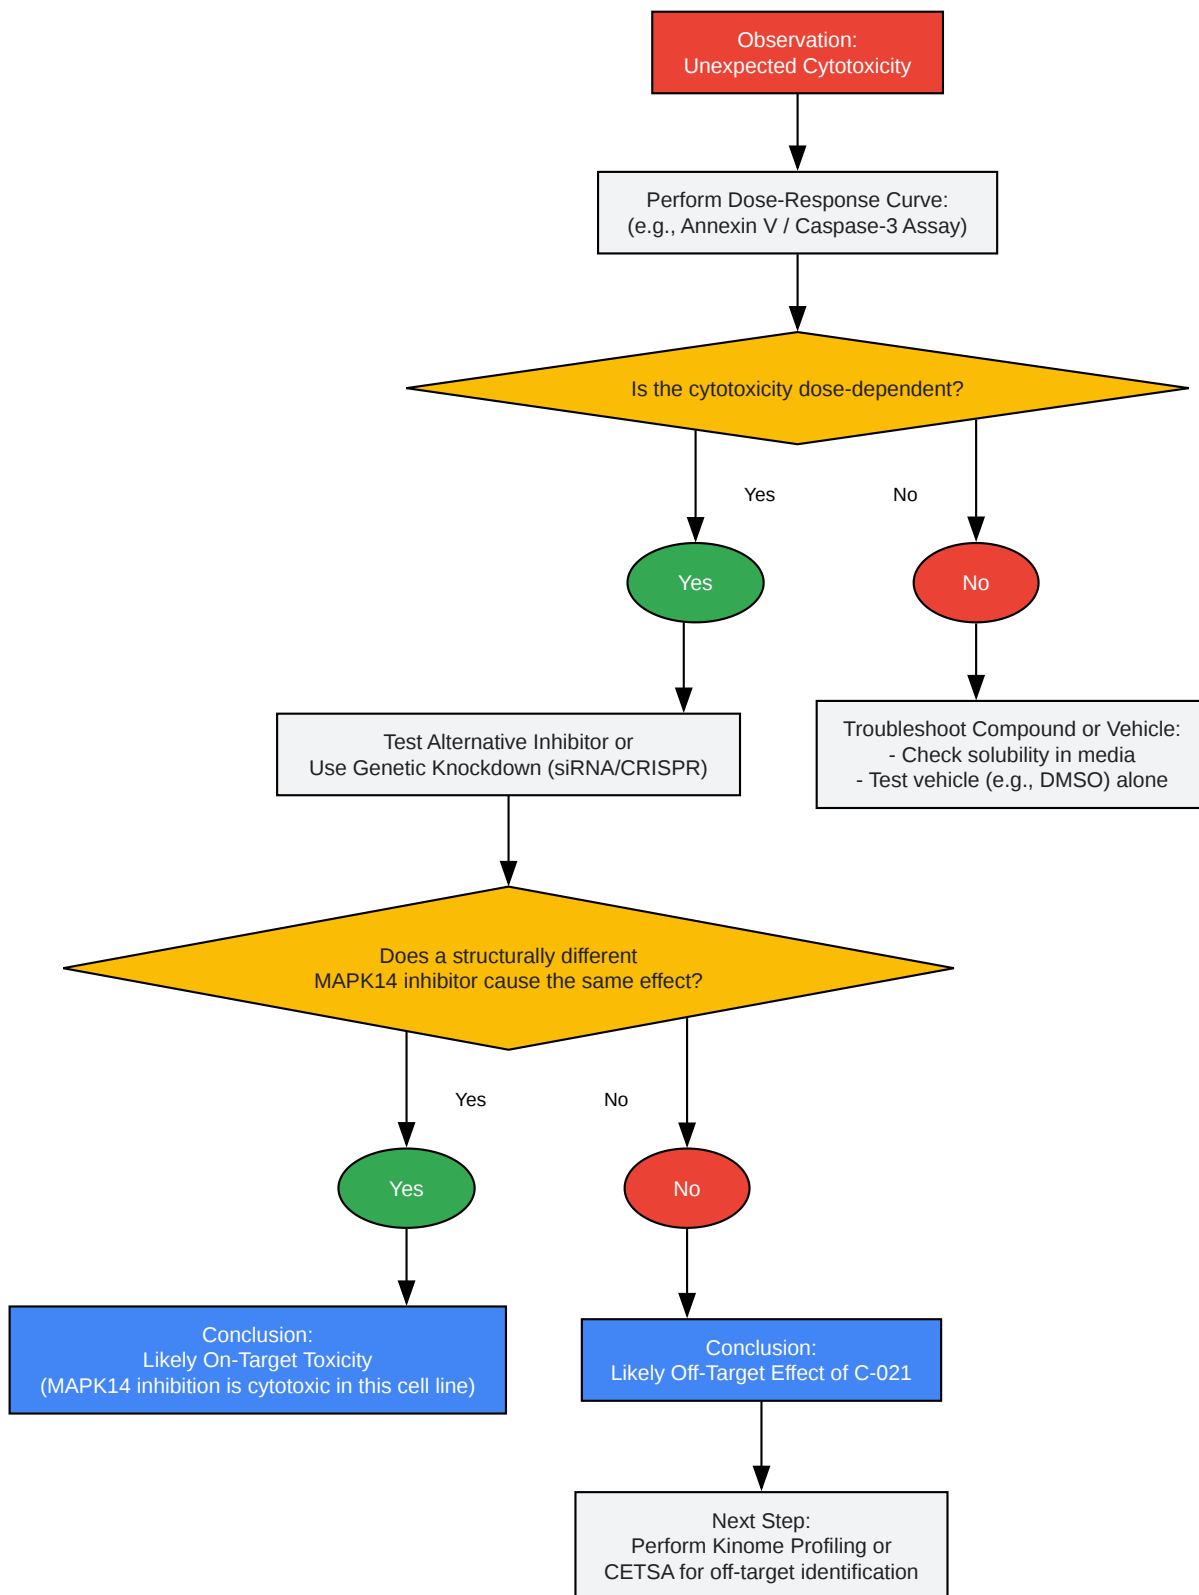 Observation:
Unexpected Cytotoxicity
Perform Dose-Response Curve:
(e.g., Annexin V / Caspase-3 Assay)
Is the cytotoxicity dose-dependent?
Yes
No
Yes
No
Test Alternative Inhibitor or
Use Genetic Knockdown (siRNA/CRISPR)
Troubleshoot Compound or Vehicle:
- Check solubility in media
- Test vehicle (e.g., DMSO) alone
Does a structurally different
MAPK14 inhibitor cause the same effect?
Yes
No
Yes
No
Conclusion:
Likely On-Target Toxicity
(MAPK14 inhibition is cytotoxic in this cell line)
Conclusion:
Likely Off-Target Effect of C-021
Next Step:
Perform Kinome Profiling or
CETSA for off-target identification